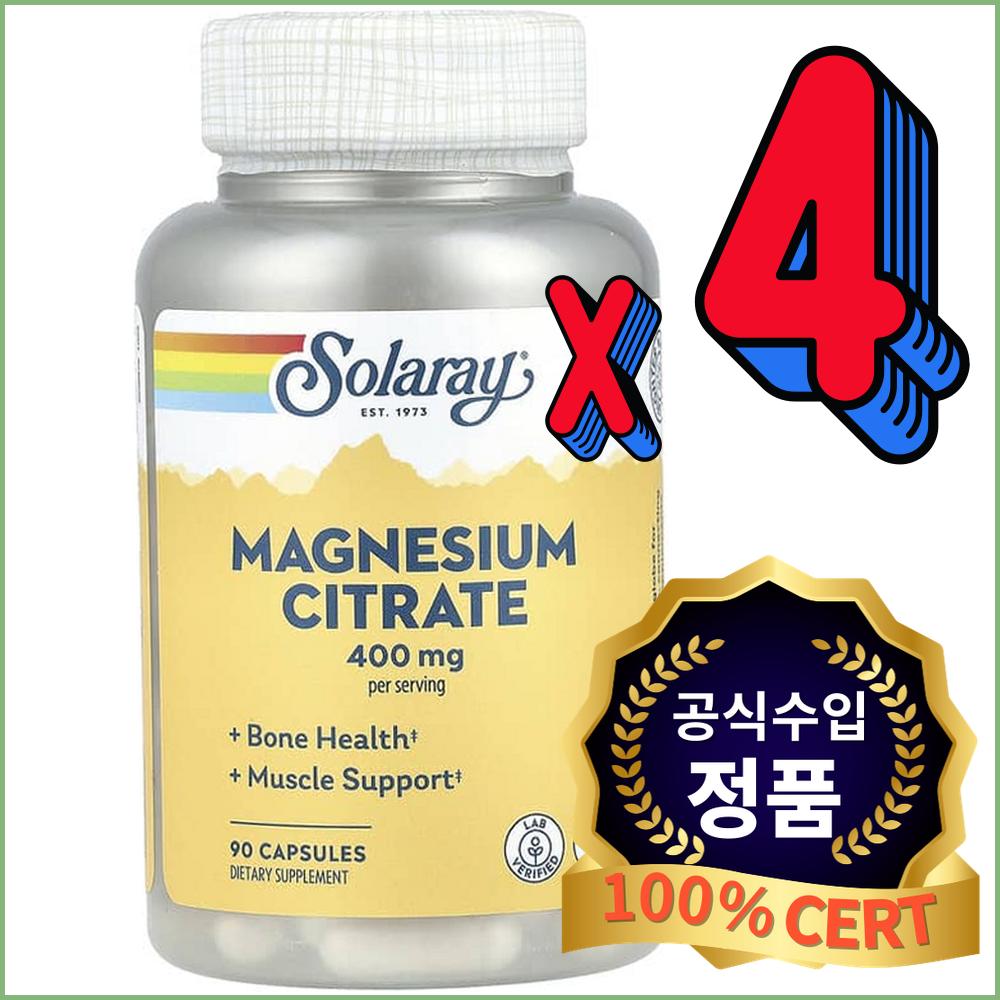 Solaray
EST. 1973
X 4
MAGNESIUM
CITRATE
400 mg
per serving
+ Bone Health‡
+ Muscle Support‡
90 CAPSULES
DIETARY SUPPLEMENT
LAB
VERIFIED
공식수입
정품
100% CERT